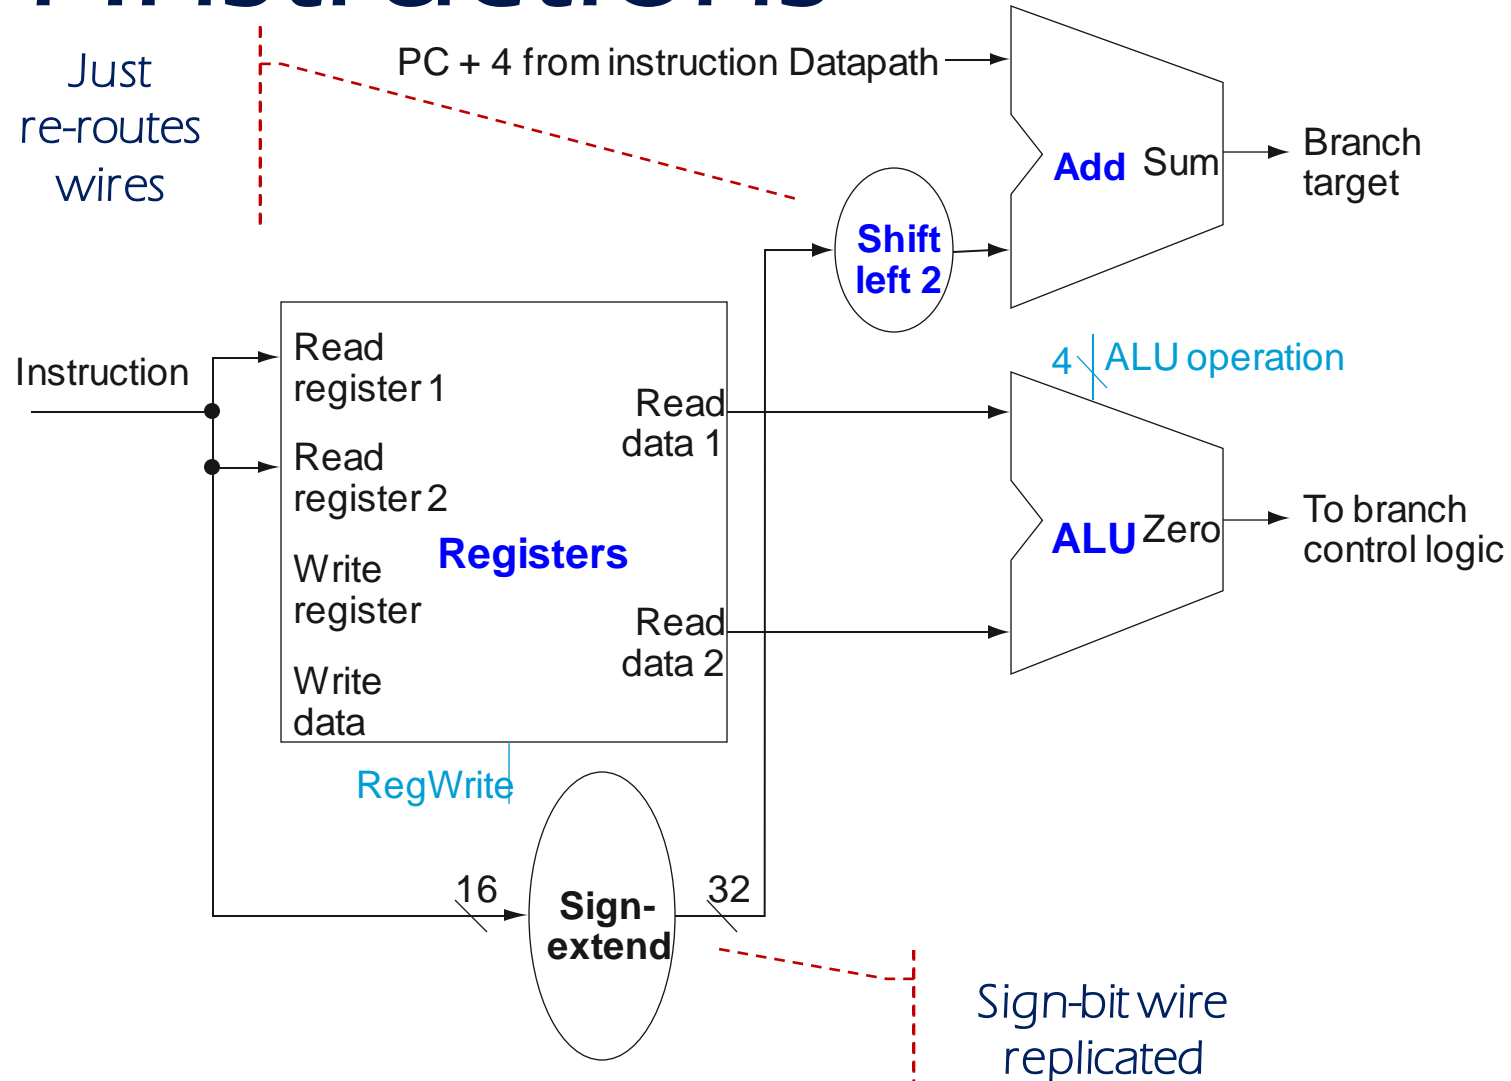 Instructions
Just
re-routes
wires
PC + 4 from instruction Datapath
Add Sum
Branch
target
Shift
left 2
Instruction
Read
register 1
Read
data 1
Read
register 2
Registers
Write
register
Read
data 2
Write
data
RegWrite
4 ALU operation
ALU Zero
To branch
control logic
16
Sign-
extend
32
Sign-bit wire
replicated